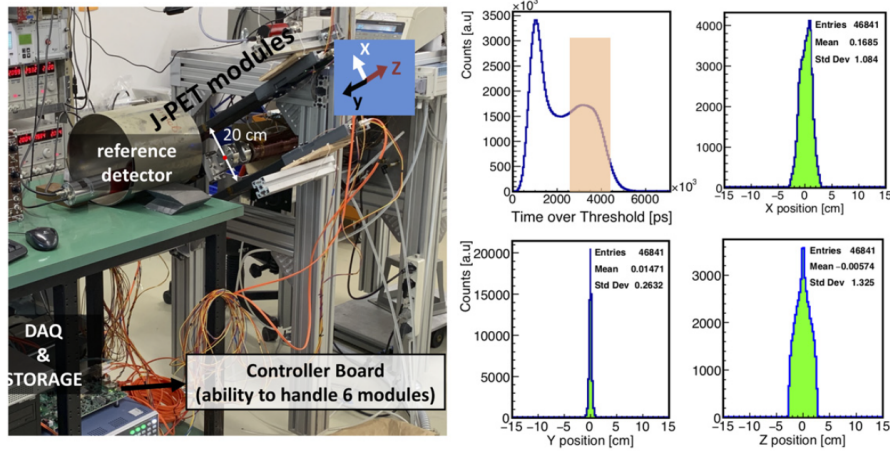 J-PET modules
X
Z
y
20 cm
reference
detector
DAQ
&
STORAGE
Controller Board
(ability to handle 6 modules)
×10³
Counts [a.u]
3500
3000
2500
2000
1500
1000
500
0
0 2000 4000 6000
×10³
Time over Threshold [ps]
Entries 46841
Mean 0.1685
Std Dev 1.084
4000
3000
2000
1000
0
−15 −10 −5 0 5 10 15
X position [cm]
Counts [a.u]
Entries 46841
Mean 0.01471
Std Dev 0.2632
20000
15000
10000
5000
0
−15 −10 −5 0 5 10 15
Y position [cm]
Entries 46841
Mean −0.00574
Std Dev 1.325
3000
2000
1000
0
−15 −10 −5 0 5 10 15
Z position [cm]